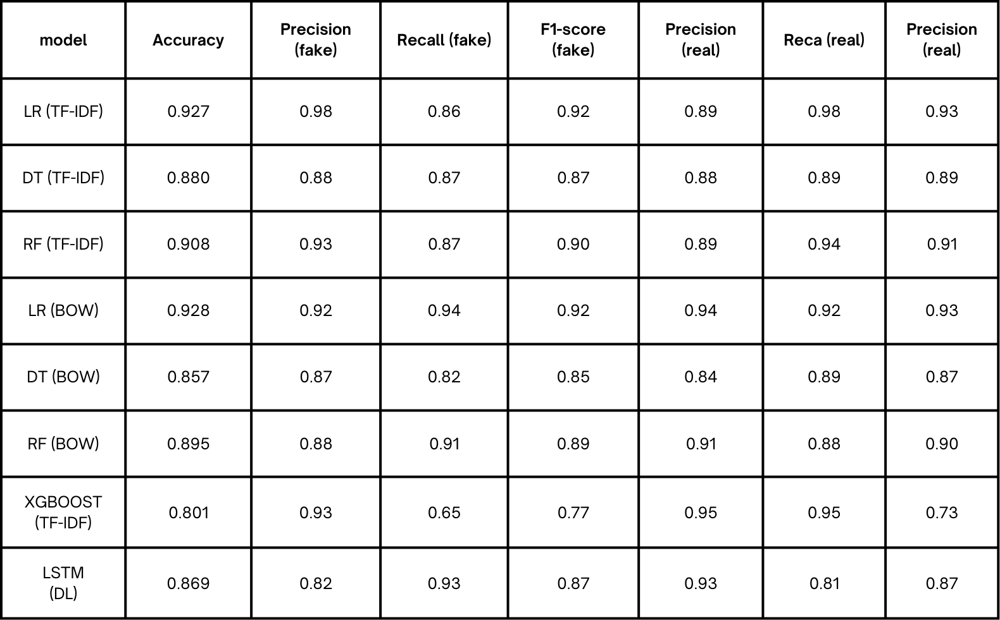 model Accuracy Precision (fake) Recall (fake) F1-score (fake) Precision (real) Reca (real) Precision (real)
LR (TF-IDF) 0.927 0.98 0.86 0.92 0.89 0.98 0.93
DT (TF-IDF) 0.880 0.88 0.87 0.87 0.88 0.89 0.89
RF (TF-IDF) 0.908 0.93 0.87 0.90 0.89 0.94 0.91
LR (BOW) 0.928 0.92 0.94 0.92 0.94 0.92 0.93
DT (BOW) 0.857 0.87 0.82 0.85 0.84 0.89 0.87
RF (BOW) 0.895 0.88 0.91 0.89 0.91 0.88 0.90
XGBOOST (TF-IDF) 0.801 0.93 0.65 0.77 0.95 0.95 0.73
LSTM (DL) 0.869 0.82 0.93 0.87 0.93 0.81 0.87